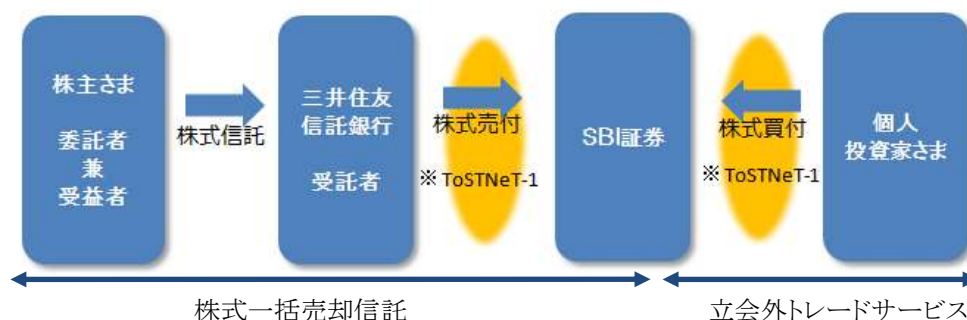 株主さま
委託者
兼
受益者
株式信託
三井住友
信託銀行
受託者
株式売付
※ToSTNeT-1
SBI証券
株式買付
※ToSTNeT-1
個人
投資家さま
株式一括売却信託
立会外トレードサービス